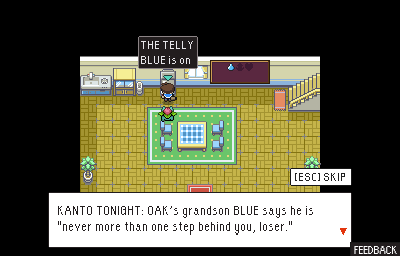 THE TELLY
BLUE is on
[ESC] SKIP
KANTO TONIGHT: OAK's grandson BLUE says he is
"never more than one step behind you, loser."
FEEDBACK